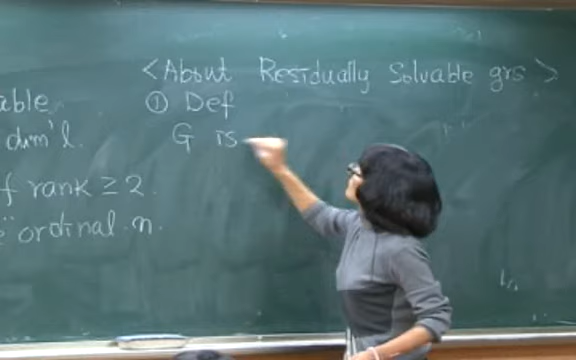 <About Residually Solvable grs>
① Def
G is
able
dim'l.
f rank ≥ 2.
ordinal n.